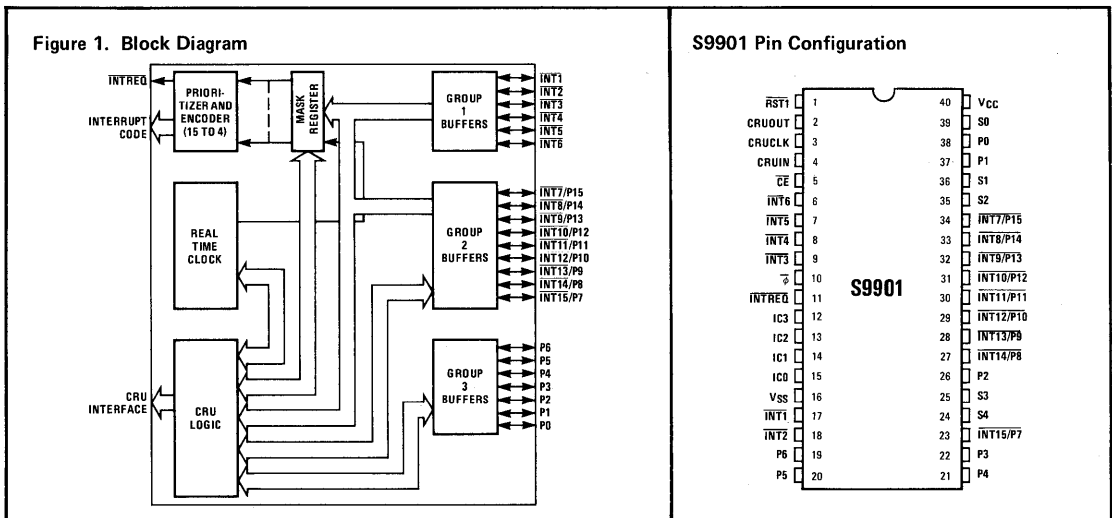 Figure 1. Block Diagram
INTREQ
INTERRUPT
CODE
PRIORI-
TIZER AND
ENCODER
(15 TO 4)
MASK
REGISTER
GROUP
1
BUFFERS
INT1
INT2
INT3
INT4
INT5
INT6
REAL
TIME
CLOCK
GROUP
2
BUFFERS
INT7/P15
INT8/P14
INT9/P13
INT10/P12
INT11/P11
INT12/P10
INT13/P9
INT14/P8
INT15/P7
CRU
INTERFACE
CRU
LOGIC
GROUP
3
BUFFERS
P6
P5
P4
P3
P2
P1
P0
S9901 Pin Configuration
S9901
RST1 1
CRUOUT 2
CRUCLK 3
CRUIN 4
CE 5
INT6 6
INT5 7
INT4 8
INT3 9
φ 10
INTREQ 11
IC3 12
IC2 13
IC1 14
IC0 15
VSS 16
INT1 17
INT2 18
P6 19
P5 20
40 VCC
39 S0
38 P0
37 P1
36 S1
35 S2
34 INT7/P15
33 INT8/P14
32 INT9/P13
31 INT10/P12
30 INT11/P11
29 INT12/P10
28 INT13/P9
27 INT14/P8
26 P2
25 S3
24 S4
23 INT15/P7
22 P3
21 P4